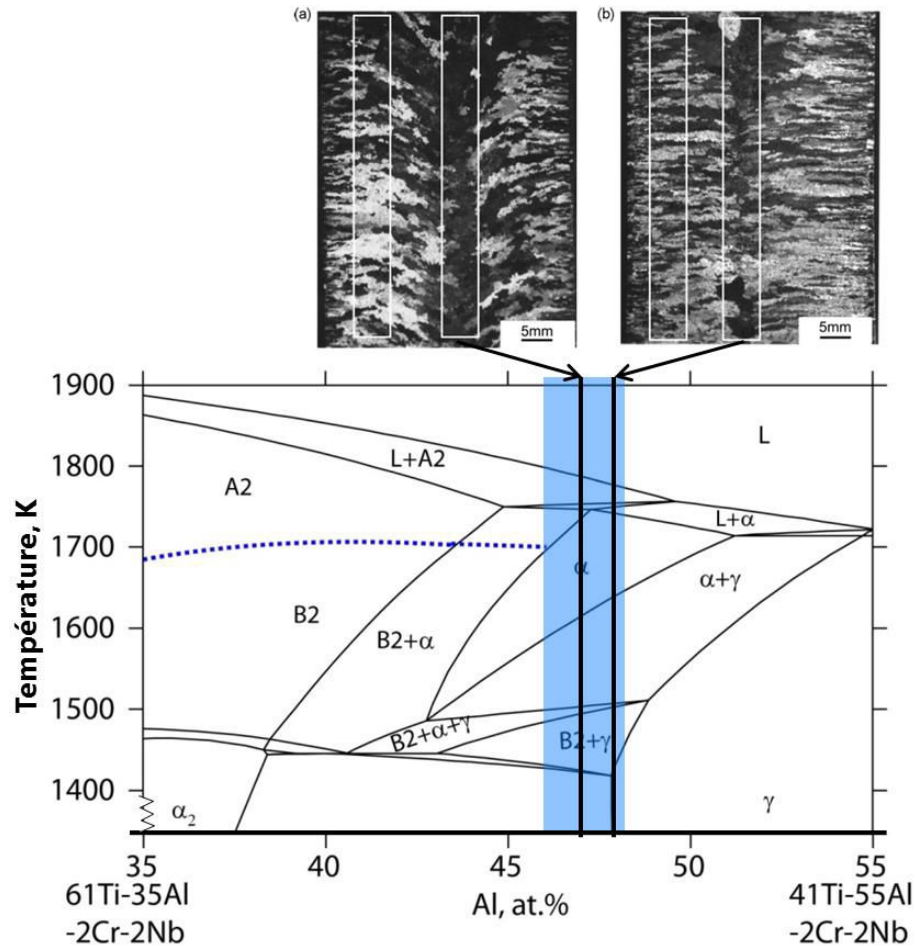 (a)
(b)
5mm
5mm
1900
1800
1700
1600
1500
1400
Température, K
L
L+A2
A2
L+α
α
α+γ
B2
B2+α
B2+α+γ
B2+γ
α2
γ
35
40
45
50
55
61Ti-35Al
-2Cr-2Nb
Al, at.%
41Ti-55Al
-2Cr-2Nb